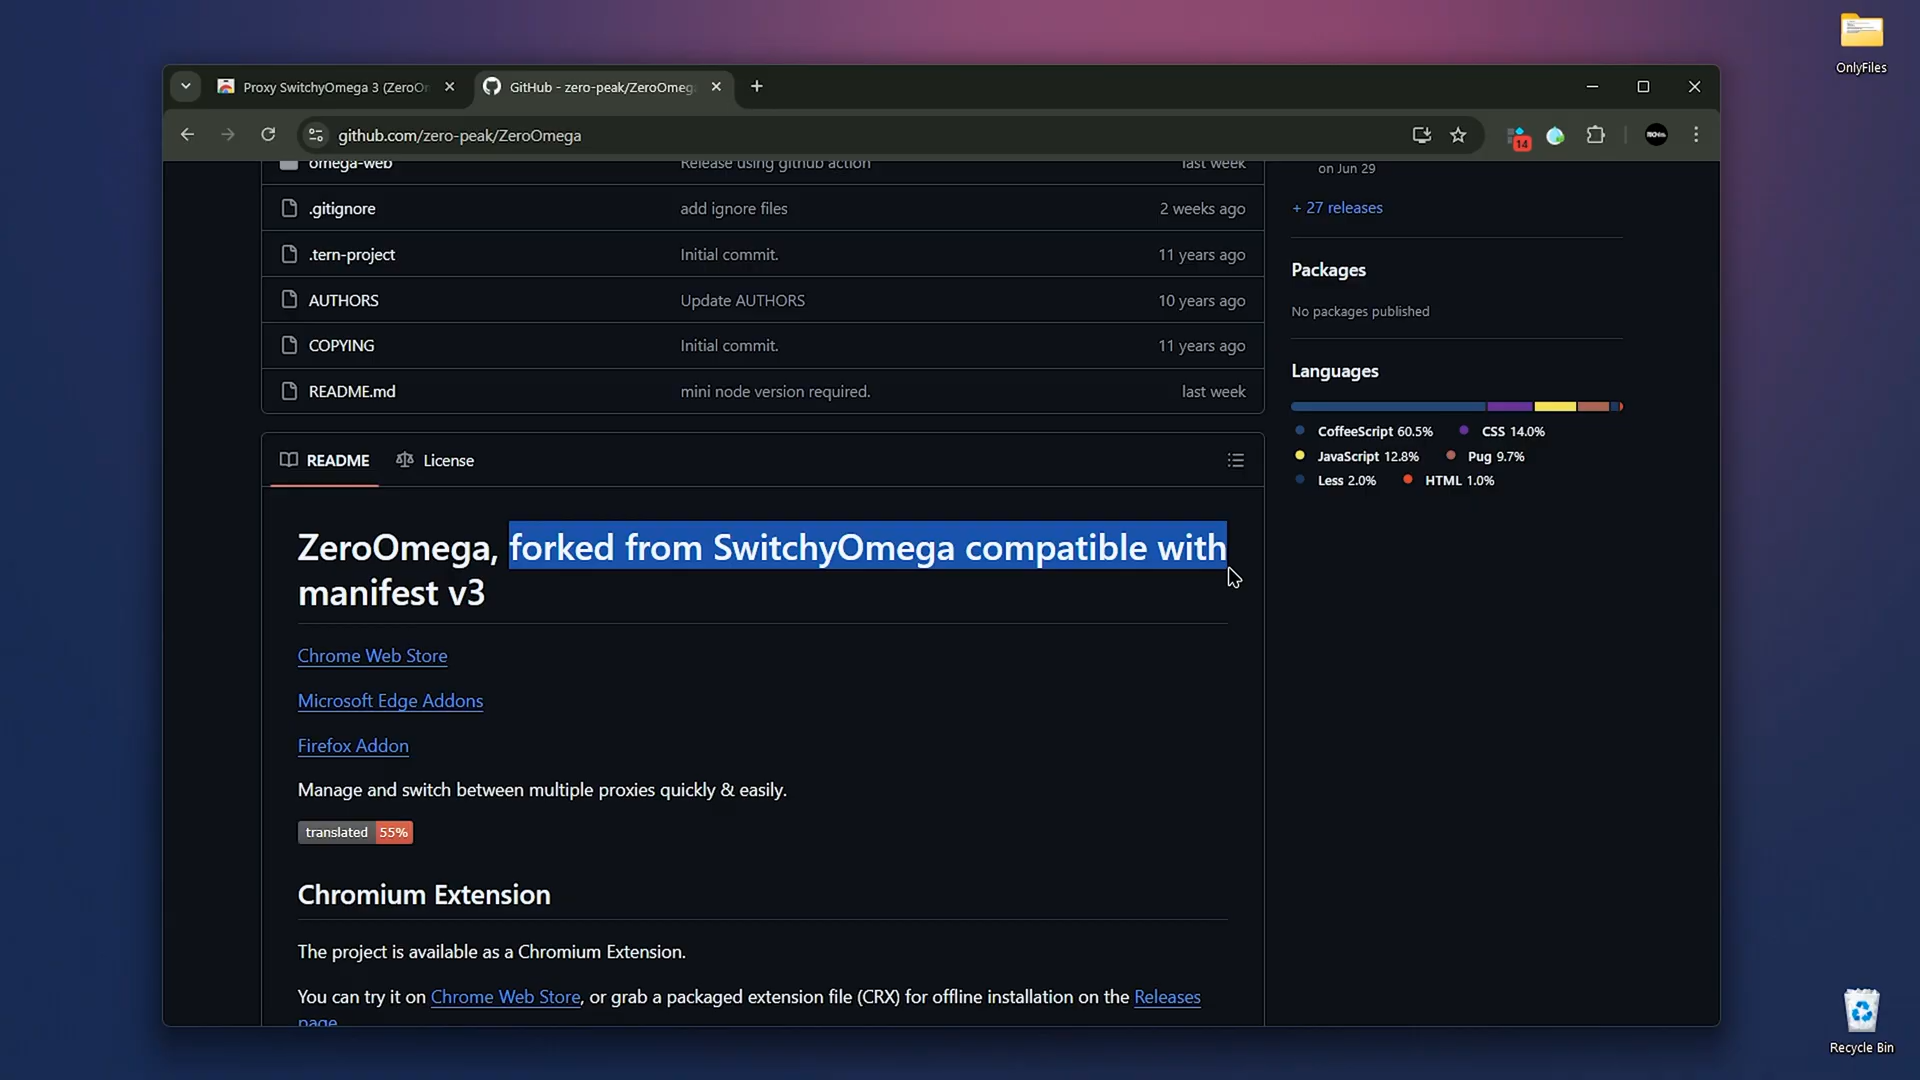 OnlyFiles
Proxy SwitchyOmega 3 (ZeroOm
GitHub - zero-peak/ZeroOmeg
github.com/zero-peak/ZeroOmega
14
omega-web Release using github action last week
.gitignore add ignore files 2 weeks ago
.tern-project Initial commit. 11 years ago
AUTHORS Update AUTHORS 10 years ago
COPYING Initial commit. 11 years ago
README.md mini node version required. last week
on Jun 29
+ 27 releases
Packages
No packages published
Languages
CoffeeScript 60.5% CSS 14.0%
JavaScript 12.8% Pug 9.7%
Less 2.0% HTML 1.0%
README License
ZeroOmega, forked from SwitchyOmega compatible with
manifest v3
Chrome Web Store
Microsoft Edge Addons
Firefox Addon
Manage and switch between multiple proxies quickly & easily.
translated 55%
Chromium Extension
The project is available as a Chromium Extension.
You can try it on Chrome Web Store, or grab a packaged extension file (CRX) for offline installation on the Releases
page
Recycle Bin